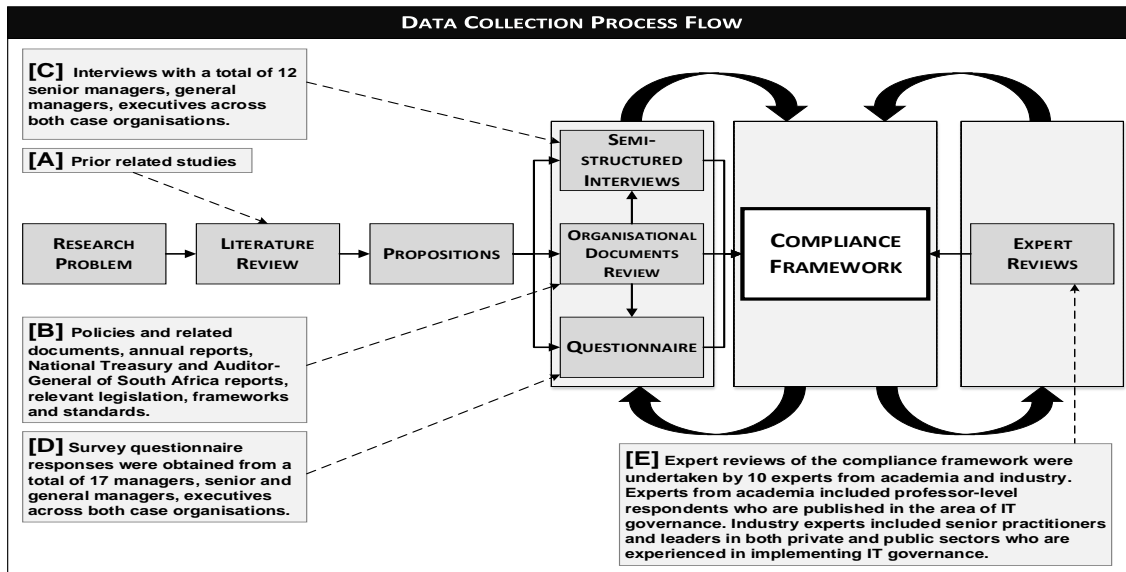 DATA COLLECTION PROCESS FLOW
[C] Interviews with a total of 12
senior managers, general
managers, executives across
both case organisations.
[A] Prior related studies
RESEARCH
PROBLEM
LITERATURE
REVIEW
PROPOSITIONS
SEMI-
STRUCTURED
INTERVIEWS
ORGANISATIONAL
DOCUMENTS
REVIEW
QUESTIONNAIRE
COMPLIANCE
FRAMEWORK
EXPERT
REVIEWS
[B] Policies and related
documents, annual reports,
National Treasury and Auditor-
General of South Africa reports,
relevant legislation, frameworks
and standards.
[D] Survey questionnaire
responses were obtained from a
total of 17 managers, senior and
general managers, executives
across both case organisations.
[E] Expert reviews of the compliance framework were
undertaken by 10 experts from academia and industry.
Experts from academia included professor-level
respondents who are published in the area of IT
governance. Industry experts included senior practitioners
and leaders in both private and public sectors who are
experienced in implementing IT governance.